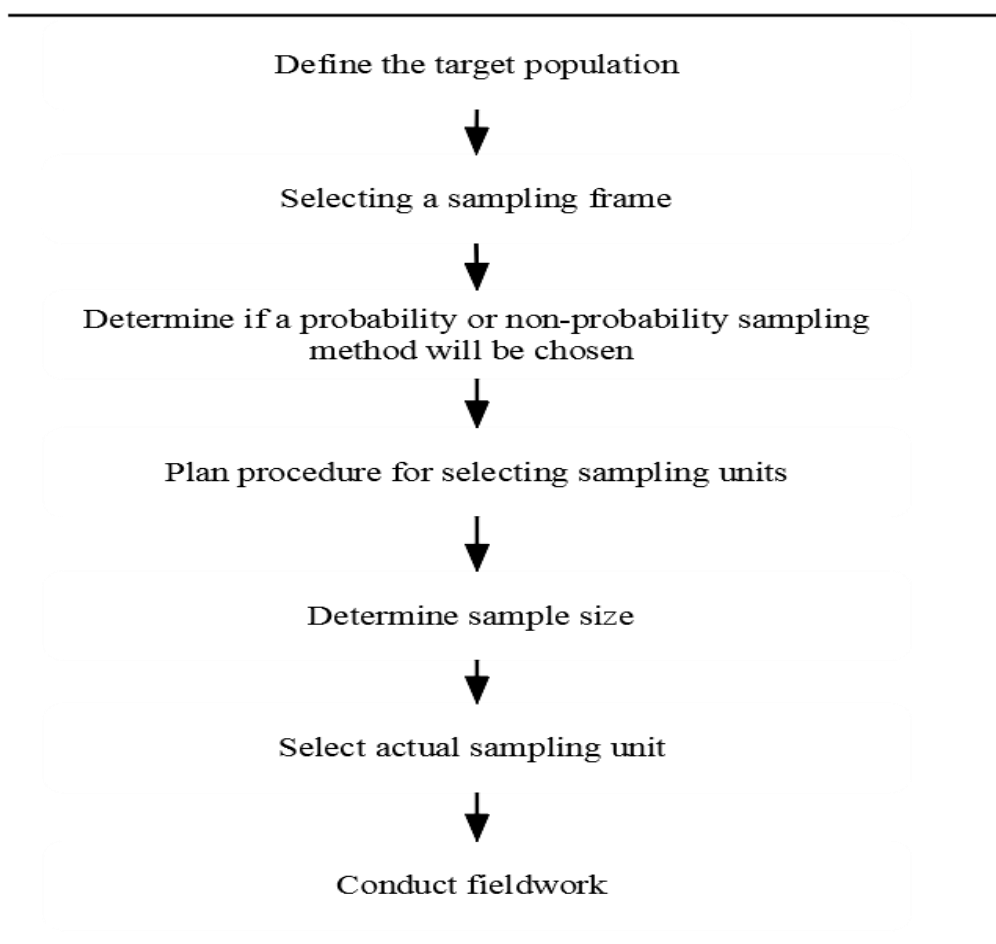 Define the target population
Selecting a sampling frame
Determine if a probability or non-probability sampling
method will be chosen
Plan procedure for selecting sampling units
Determine sample size
Select actual sampling unit
Conduct fieldwork